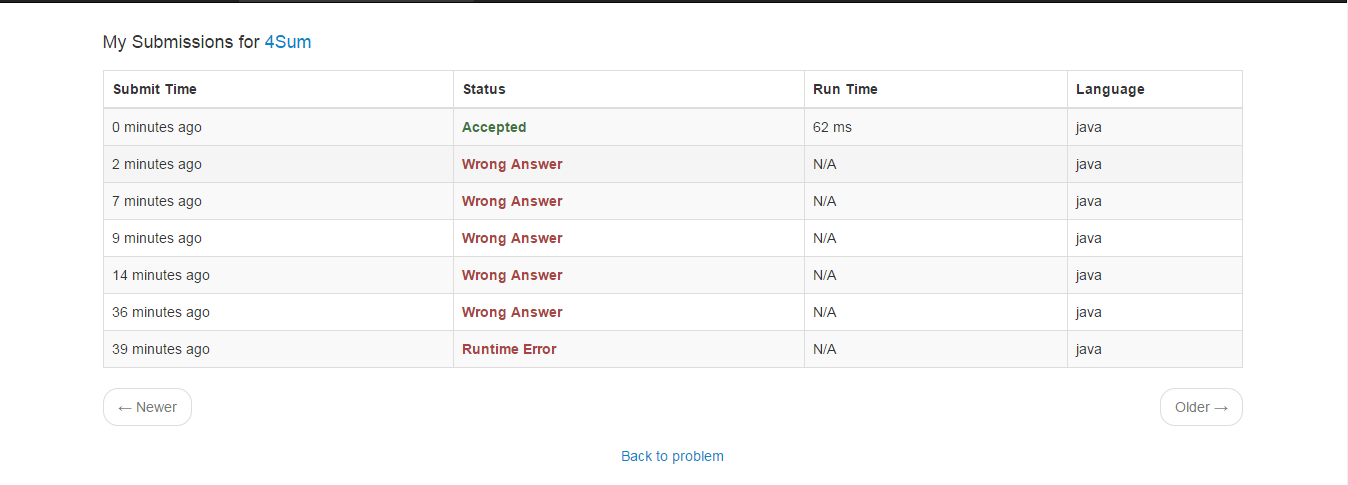 My Submissions for 4Sum
Submit Time Status Run Time Language
0 minutes ago Accepted 62 ms java
2 minutes ago Wrong Answer N/A java
7 minutes ago Wrong Answer N/A java
9 minutes ago Wrong Answer N/A java
14 minutes ago Wrong Answer N/A java
36 minutes ago Wrong Answer N/A java
39 minutes ago Runtime Error N/A java
← Newer Older →
Back to problem